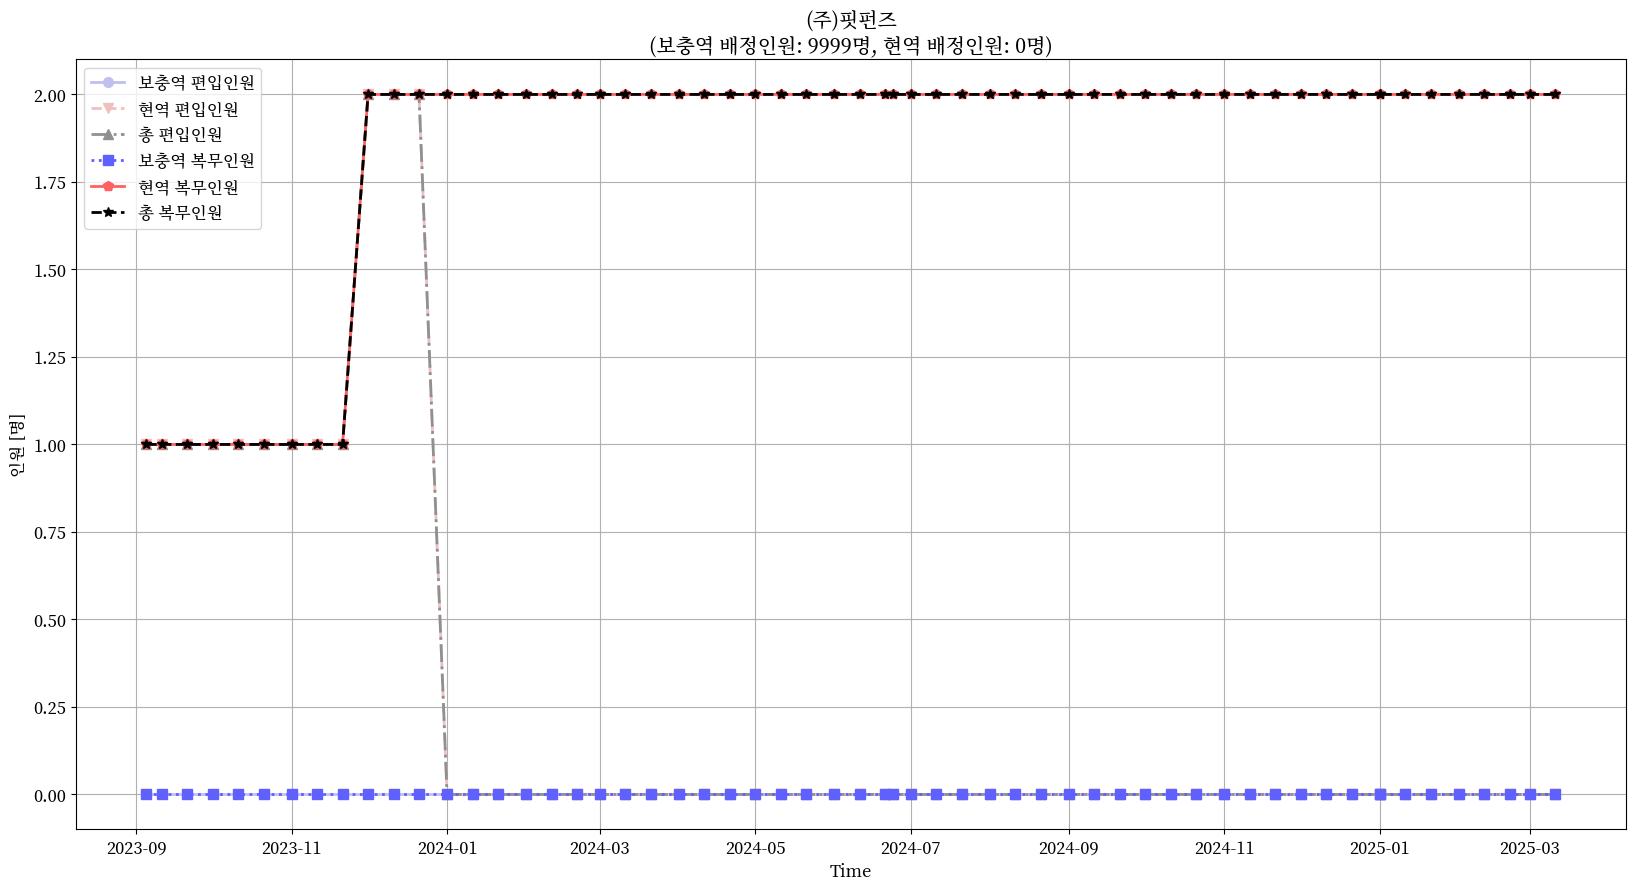 (주)핏펀즈
(보충역 배정인원: 9999명, 현역 배정인원: 0명)
보충역 편입인원
현역 편입인원
총 편입인원
보충역 복무인원
현역 복무인원
총 복무인원
인원 [명]
2.00
1.75
1.50
1.25
1.00
0.75
0.50
0.25
0.00
2023-09 2023-11 2024-01 2024-03 2024-05 2024-07 2024-09 2024-11 2025-01 2025-03
Time